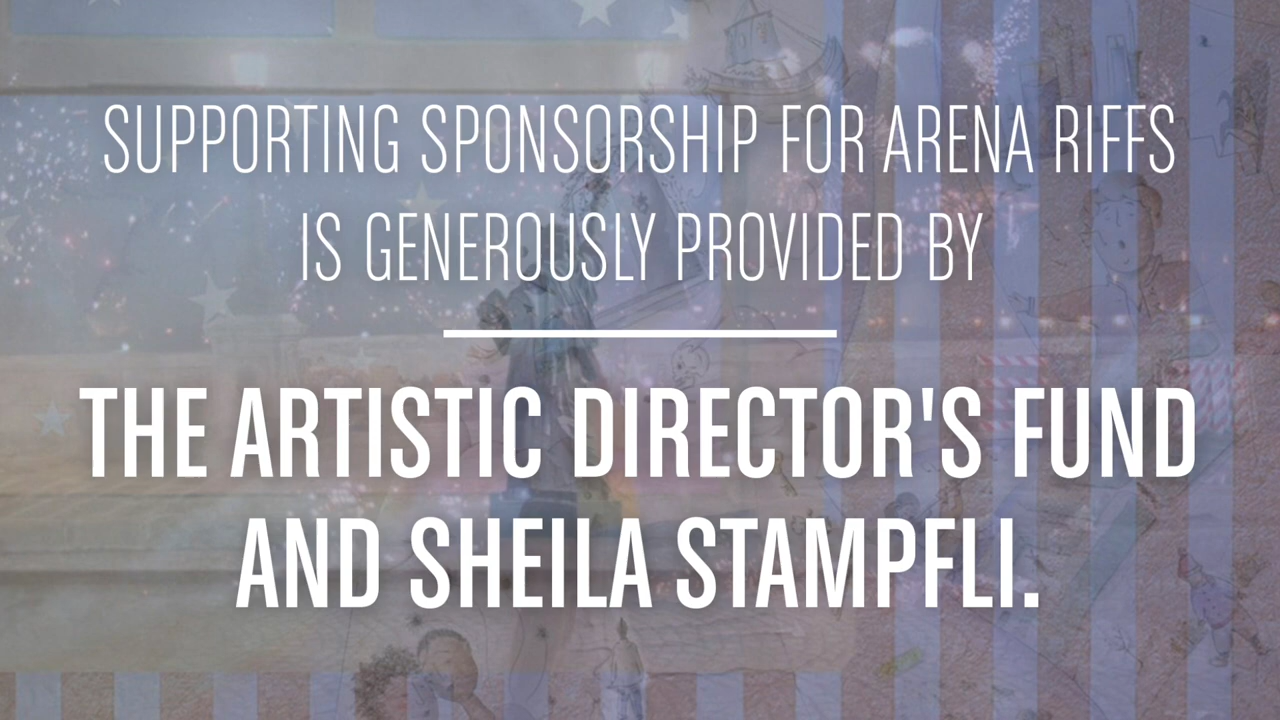 SUPPORTING SPONSORSHIP FOR ARENA RIFFS
IS GENEROUSLY PROVIDED BY
THE ARTISTIC DIRECTOR'S FUND
AND SHEILA STAMPFLI.